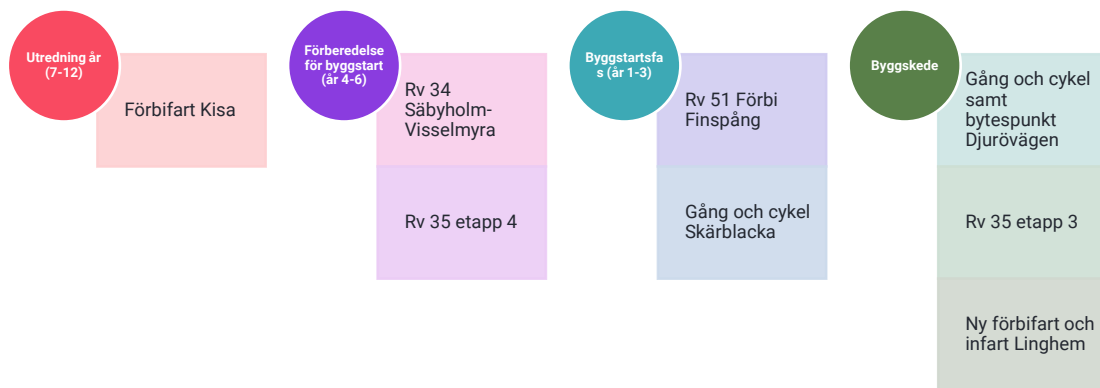 Utredning år
(7-12)
Förbifart Kisa
Förberedelse
för byggstart
(år 4-6)
Rv 34
Säbyholm-
Visselmyra
Rv 35 etapp 4
Byggstartsfa
s (år 1-3)
Rv 51 Förbi
Finspång
Gång och cykel
Skärblacka
Byggskede
Gång och cykel
samt
bytespunkt
Djurövägen
Rv 35 etapp 3
Ny förbifart och
infart Linghem